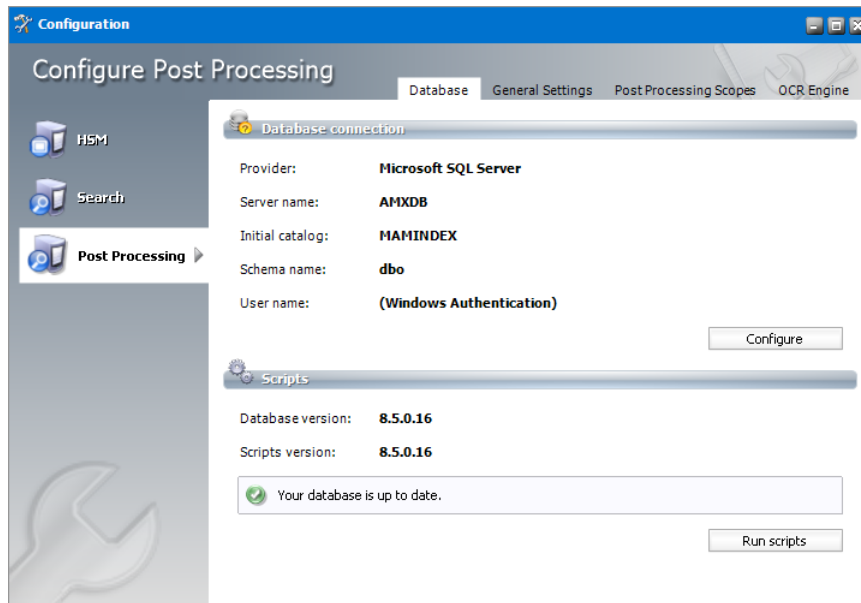 Configuration
Configure Post Processing
Database General Settings Post Processing Scopes OCR Engine
HSM
Search
Post Processing
Database connection
Provider: Microsoft SQL Server
Server name: AMXDB
Initial catalog: MAMINDEX
Schema name: dbo
User name: (Windows Authentication)
Configure
Scripts
Database version: 8.5.0.16
Scripts version: 8.5.0.16
Your database is up to date.
Run scripts